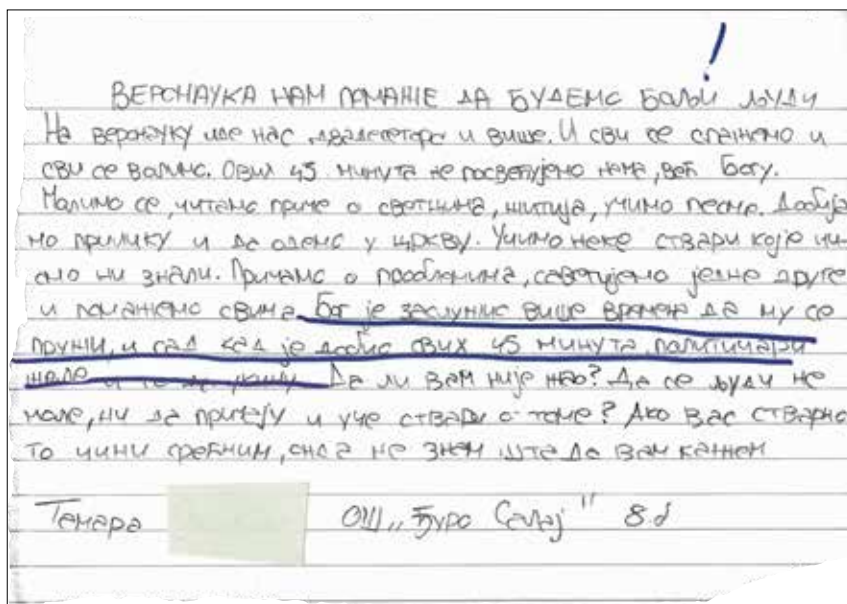 !
ВЕРОНАУКА НАМ ПОМАЖЕ ДА БУДЕМО БОЉИ ЉУДИ
На веронауку иде нас двадесеторо и више. И сви се слажемо и
сви се волимо. Ових 45 минута не посвећујемо нама, већ Богу.
Молимо се, читамо приче о светцима, житија, учимо песме. Добија
мо прилику и да одемо у цркву. Учимо неке ствари које ни-
смо ни знали. Причамо о проблемима, саветујемо једне друге
и помажемо свима. Бог је заслужио више времена да му се
пружи, и сад кад је добио ових 45 минута, политичари
желе и то да Да ли вам није жао? Да се људи не
моле, ни да причају и уче ствари о томе? Ако вас стварно
то чини срећним, онда не знам шта да вам кажем
Тамара ОШ „Ђуро Салај" 8д